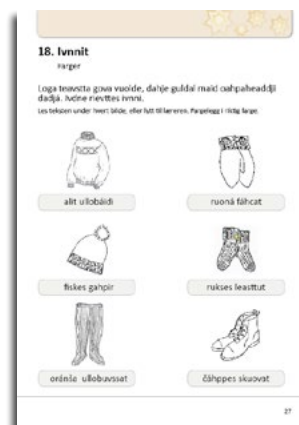 18. Ivnnit
Farger
Loga teavstta gova vuolde, dahje guldal maid oahpaheaddji
dadjá. Ivdne rievttes ivnni.
Les teksten under hvert bilde, eller lytt til læreren. Fargelegg i riktig farge.
alit ullobáidi
ruoná fáhcat
fiskes gahpir
rukses leasttut
oránša ullobuvssat
čáhppes skuovat
27